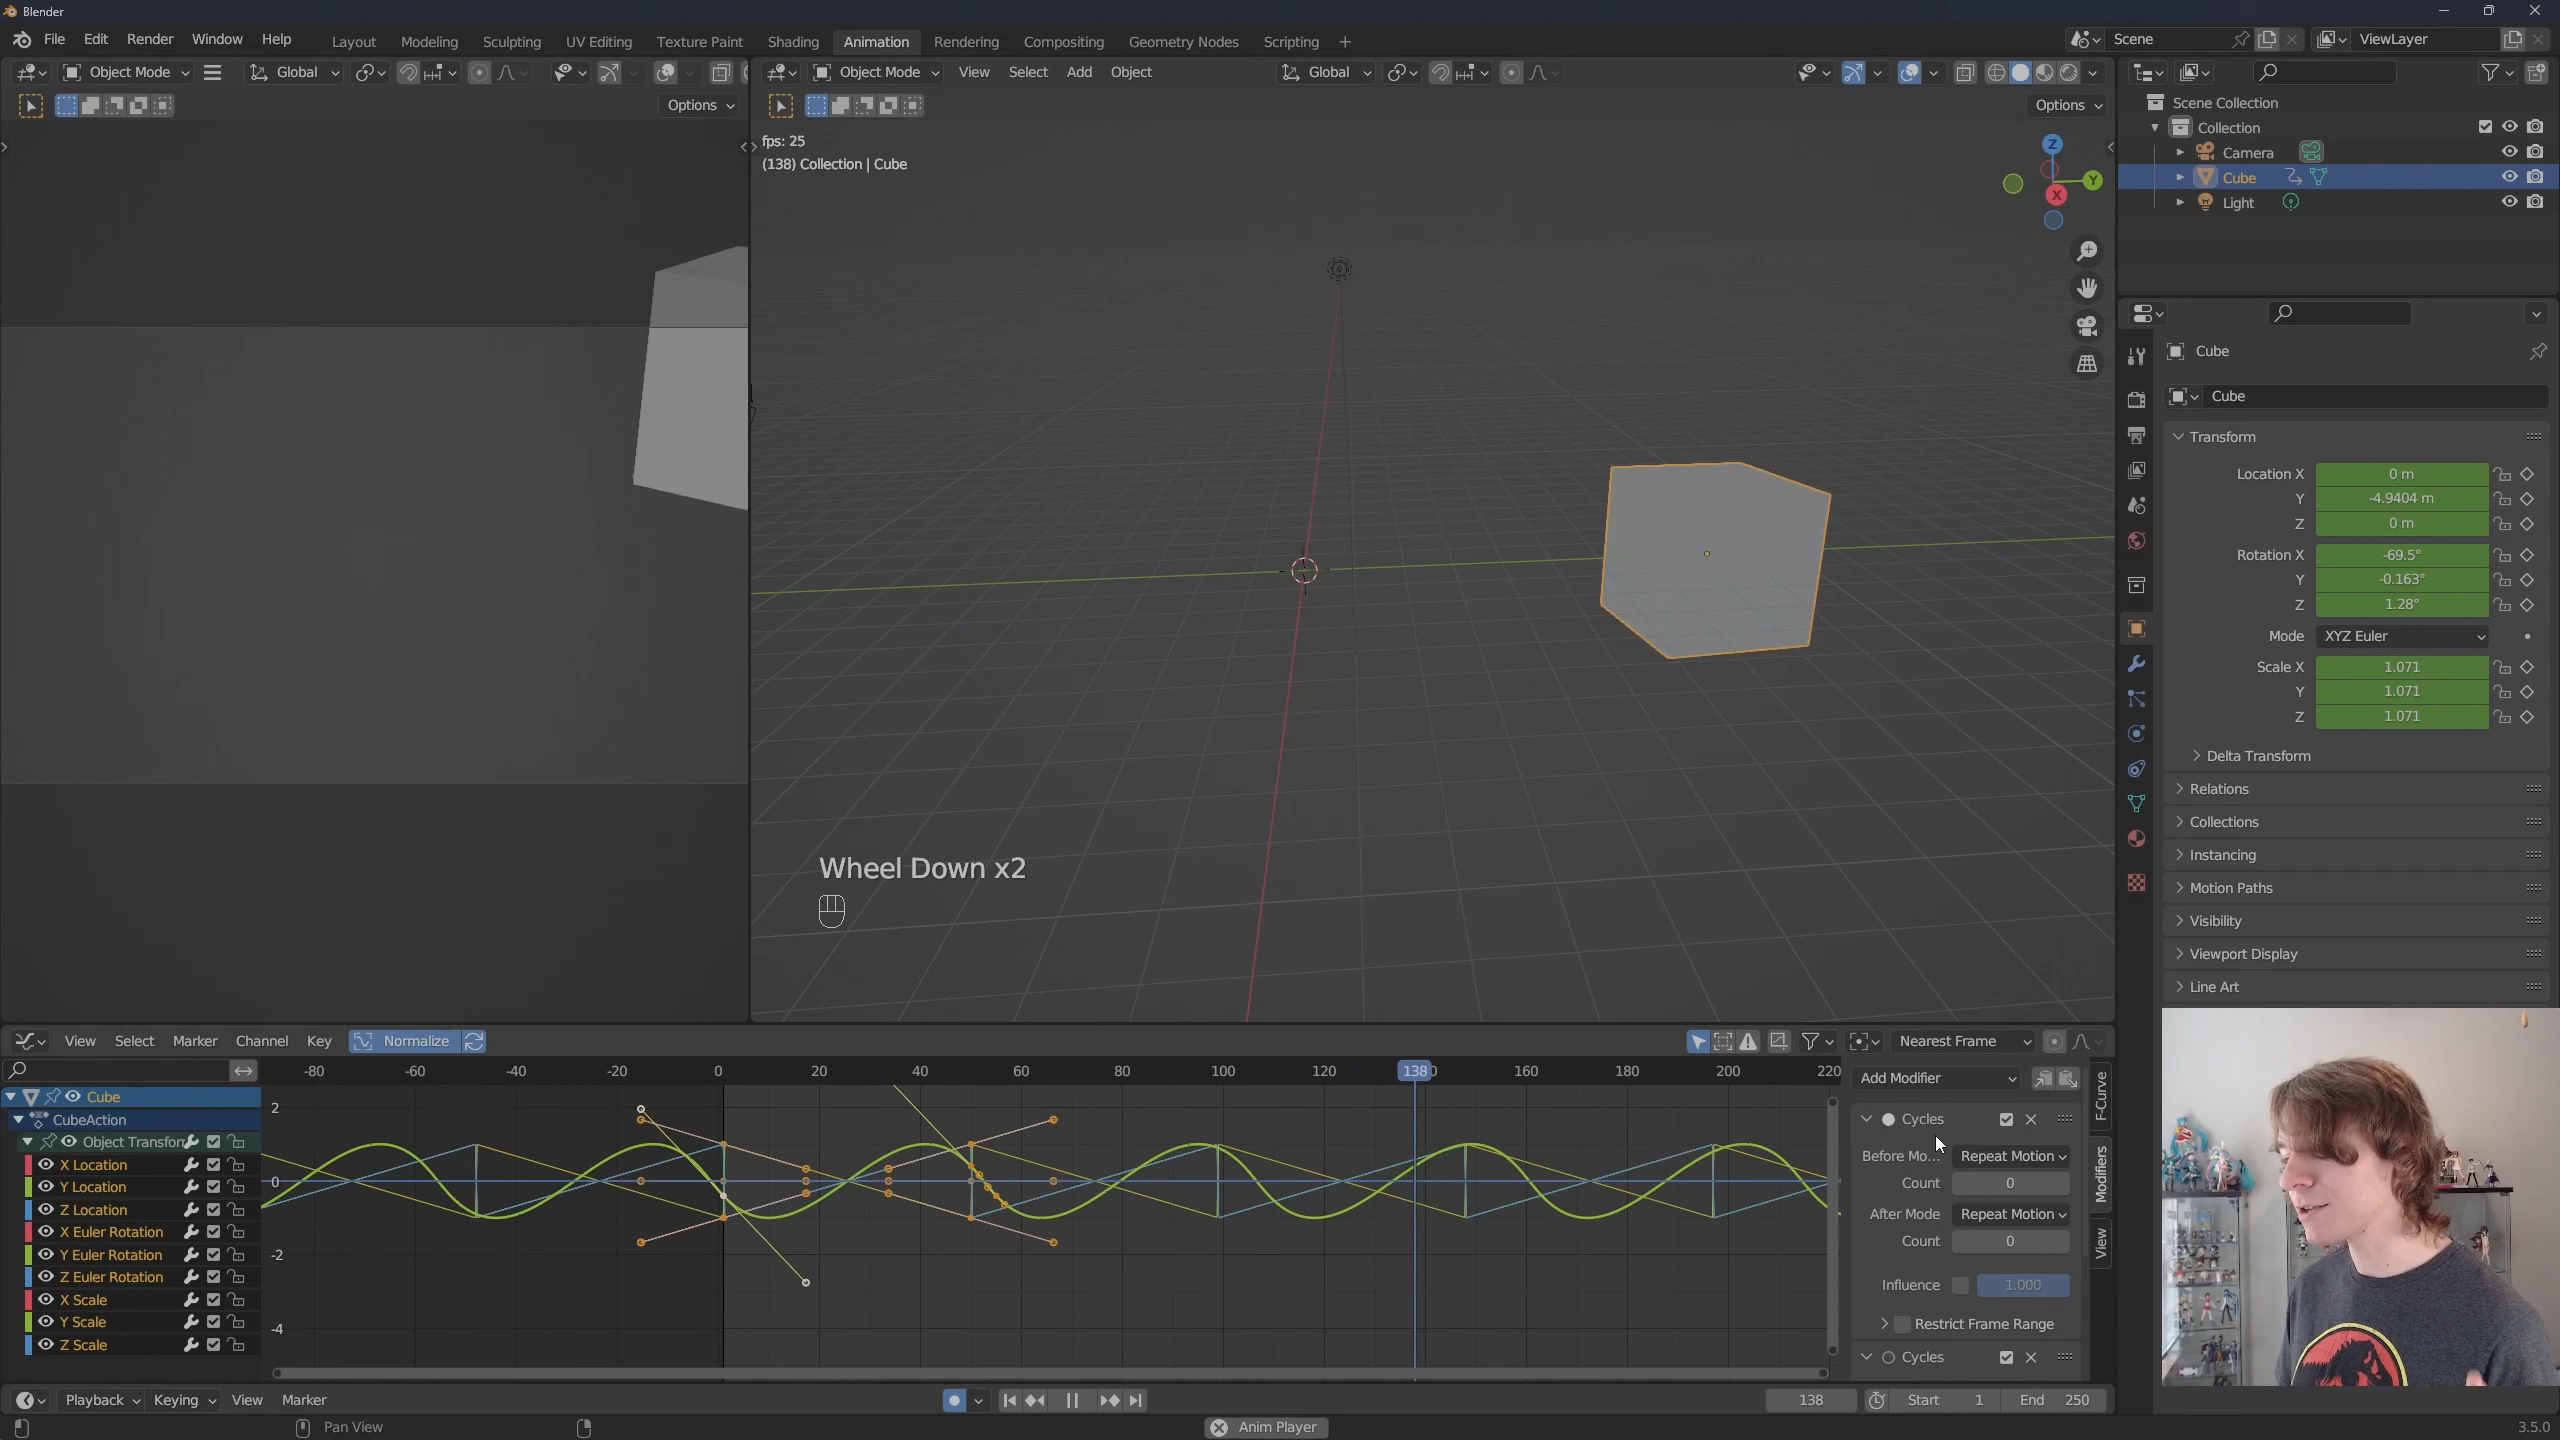 Blender
File Edit Render Window Help
Layout Modeling Sculpting UV Editing Texture Paint Shading Animation Rendering Compositing Geometry Nodes Scripting +
Scene
ViewLayer
Object Mode
Global
Object Mode
View Select Add Object
Global
Options
Options
fps: 25
(138) Collection | Cube
Z
Y
X
Wheel Down x2
Scene Collection
Collection
Camera
Cube
Light
Cube
Cube
Transform
Location X 0 m
Y -4.9404 m
Z 0 m
Rotation X -69.5°
Y -0.163°
Z 1.28°
Mode XYZ Euler
Scale X 1.071
Y 1.071
Z 1.071
Delta Transform
Relations
Collections
Instancing
Motion Paths
Visibility
Viewport Display
Line Art
View Select Marker Channel Key Normalize
Nearest Frame
-80 -60 -40 -20 0 20 40 60 80 100 120 138 160 180 200 220
2
0
-2
-4
Cube
CubeAction
Object Transfor
X Location
Y Location
Z Location
X Euler Rotation
Y Euler Rotation
Z Euler Rotation
X Scale
Y Scale
Z Scale
Add Modifier
Cycles
Before Mo... Repeat Motion
Count 0
After Mode Repeat Motion
Count 0
Influence 1.000
Restrict Frame Range
Cycles
F-Curve
Modifiers
View
Playback Keying View Marker
138 Start 1 End 250
Pan View
Anim Player
3.5.0